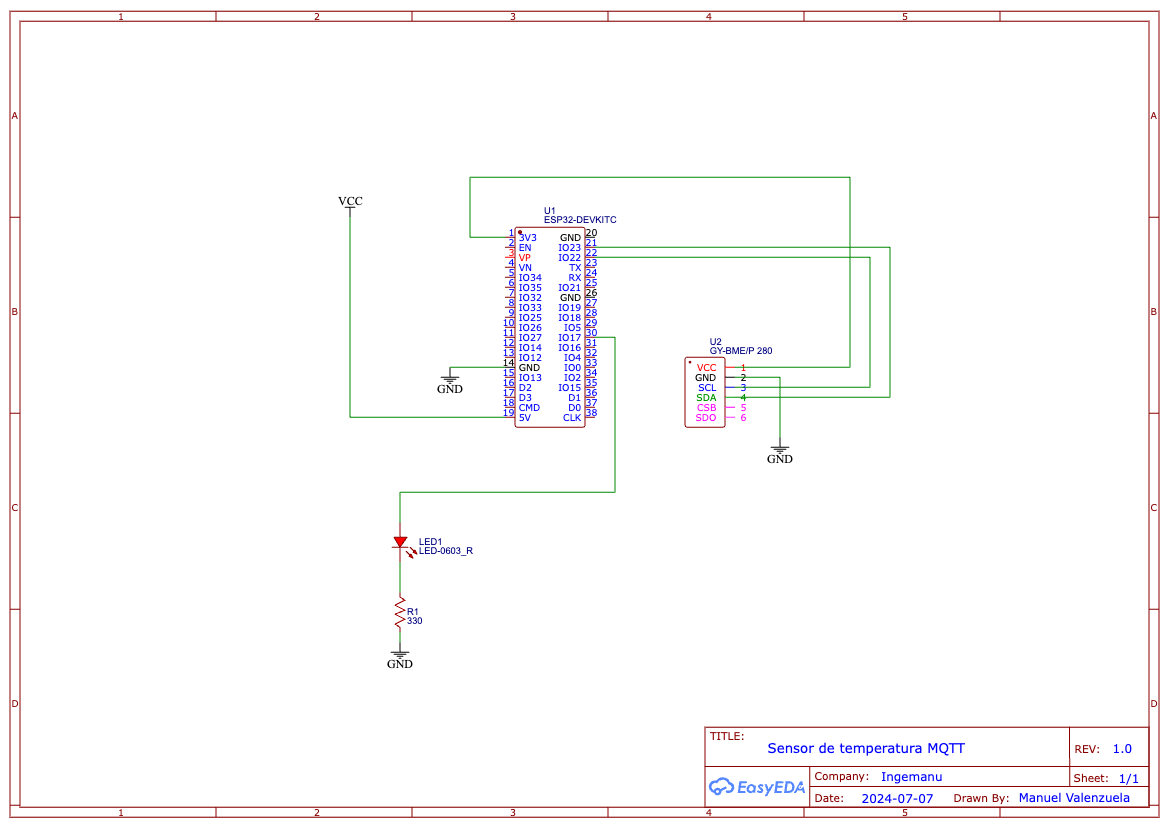 1 2 3 4 5
A A
VCC
U1
ESP32-DEVKITC
1 3V3 GND 20
2 EN IO23 21
3 VP IO22 22
4 VN TX 23
5 IO34 RX 24
6 IO35 IO21 25
7 IO32 GND 26
8 IO33 IO19 27
9 IO25 IO18 28
10 IO26 IO5 29
11 IO27 IO17 30
12 IO14 IO16 31
13 IO12 IO4 32
14 GND IO0 33
15 IO13 IO2 34
16 D2 IO15 35
17 D3 D1 36
18 CMD D0 37
19 5V CLK 38
GND
B B
U2
GY-BME/P 280
VCC 1
GND 2
SCL 3
SDA 4
CSB 5
SDO 6
GND
C C
LED1
LED-0603_R
R1
330
GND
D D
TITLE:
Sensor de temperatura MQTT
REV: 1.0
EasyEDA
Company: Ingemanu
Sheet: 1/1
Date: 2024-07-07 Drawn By: Manuel Valenzuela
1 2 3 4 5